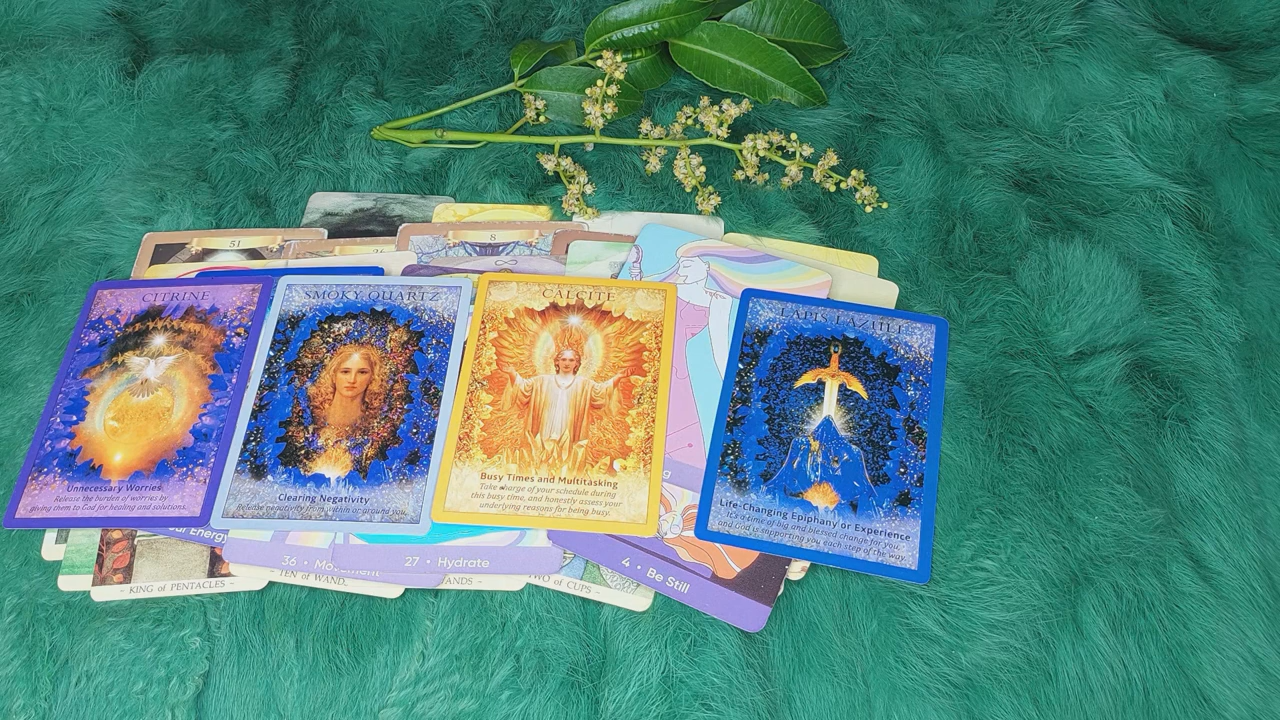 51
26
8
CITRINE
Unnecessary Worries
Release the burden of worries by
giving them to God for healing and solutions.
SMOKY QUARTZ
Clearing Negativity
Release negativity from within or around you.
CALCITE
Busy Times and Multitasking
Take charge of your schedule during
this busy time, and honestly assess your
underlying reasons for being busy.
LAPIS LAZULI
Life-Changing Epiphany or Experience
It's a time of big and blessed change for you,
and God is supporting you each step of the way.
Energy
36 • Movement
27 • Hydrate
4 • Be Still
~ KING OF PENTACLES ~
TEN OF WAND
ANDS ~
TWO OF CUPS ~